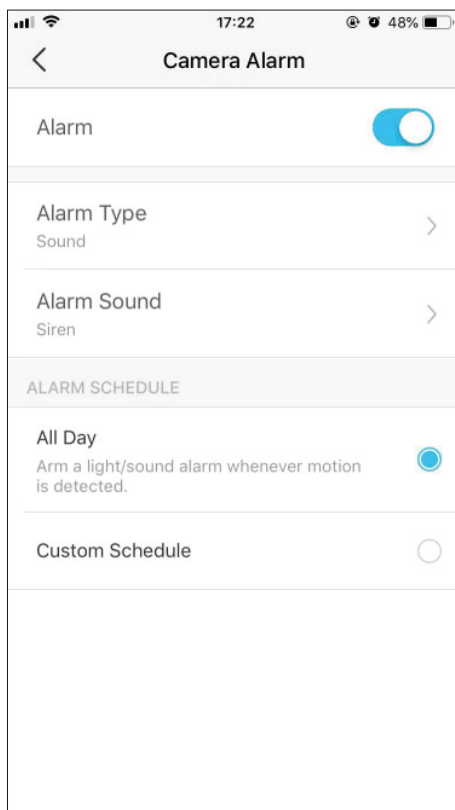 17:22
48%
Camera Alarm
Alarm
Alarm Type
Sound
Alarm Sound
Siren
ALARM SCHEDULE
All Day
Arm a light/sound alarm whenever motion
is detected.
Custom Schedule